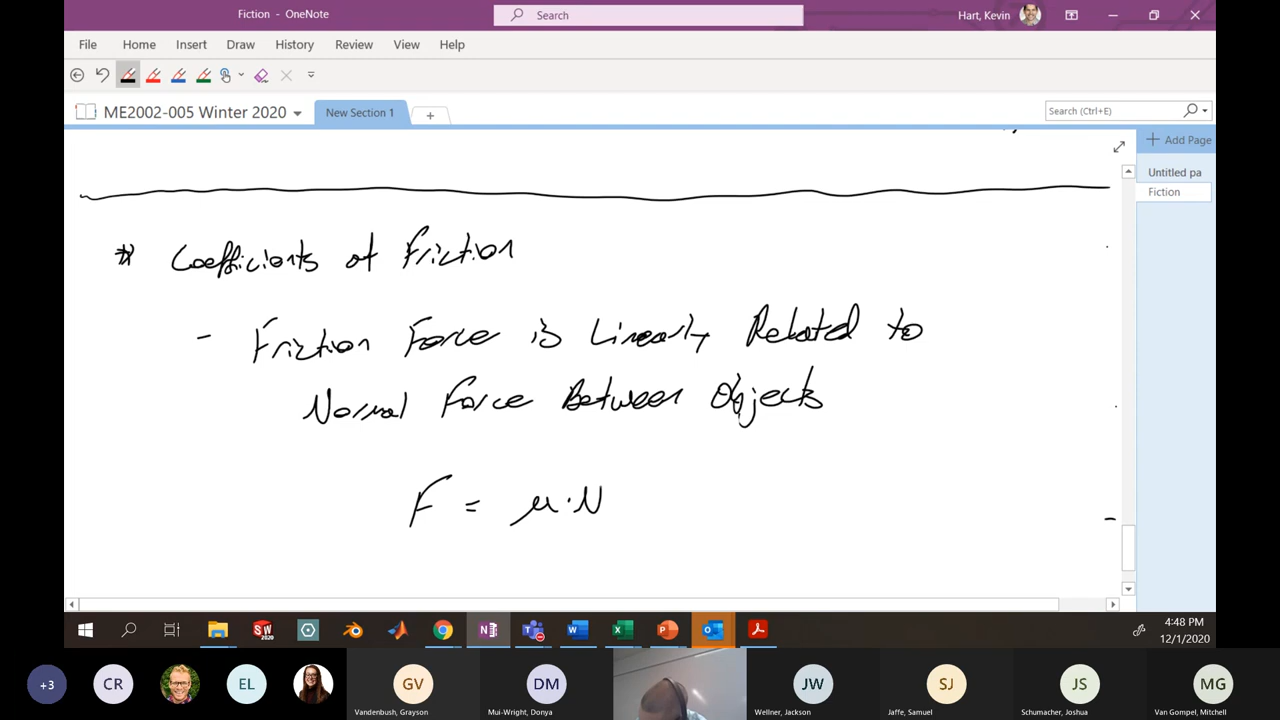 Fiction - OneNote
Search
Hart, Kevin
File Home Insert Draw History Review View Help
ME2002-005 Winter 2020
New Section 1
+
Search (Ctrl+E)
+ Add Page
Untitled pa
Fiction
* Coefficients of Friction
- Friction Force is Linearly Related to
Normal Force Between Objects
F = μ·N
4:48 PM
12/1/2020
+3
CR
EL
GV
Vandenbush, Grayson
DM
Mui-Wright, Donya
JW
Wellner, Jackson
SJ
Jaffe, Samuel
JS
Schumacher, Joshua
MG
Van Gompel, Mitchell